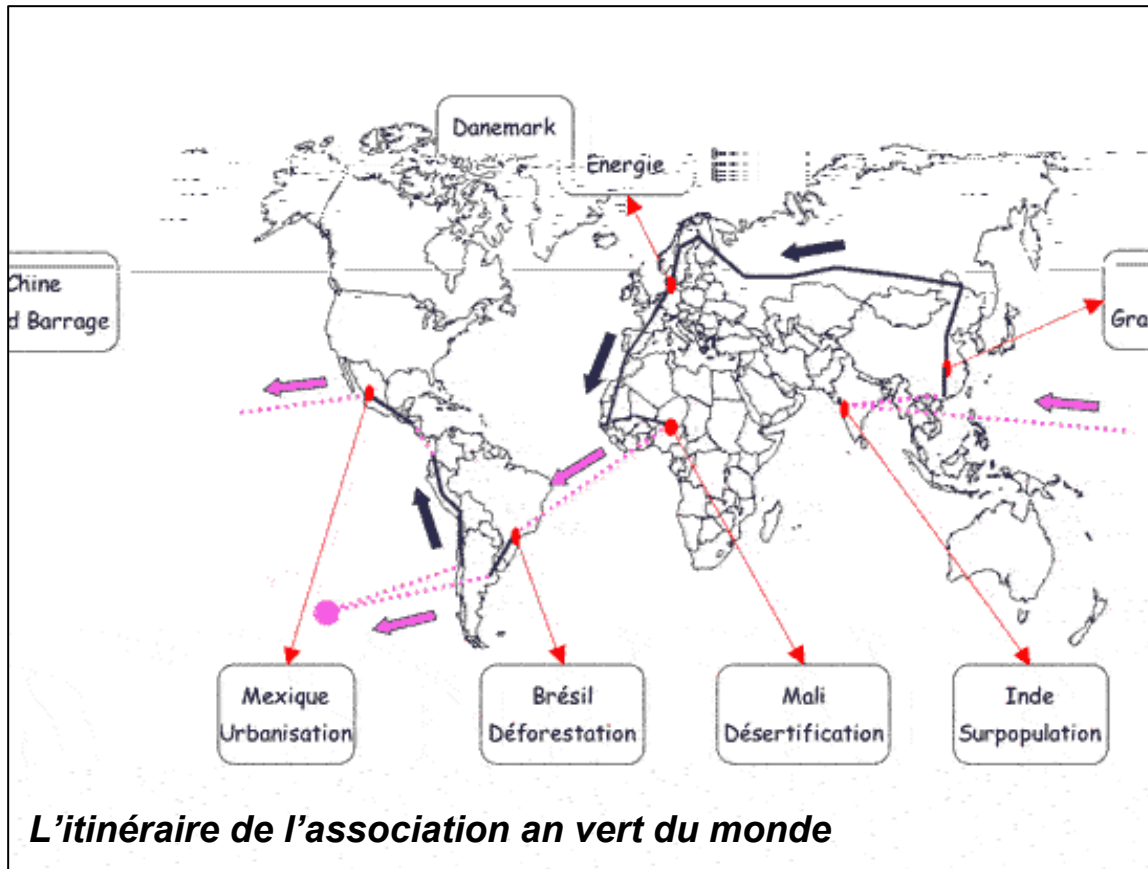 Danemark
Energie
Chine
d Barrage
Gra
Mexique
Urbanisation
Brésil
Déforestation
Mali
Désertification
Inde
Surpopulation
L’itinéraire de l’association an vert du monde